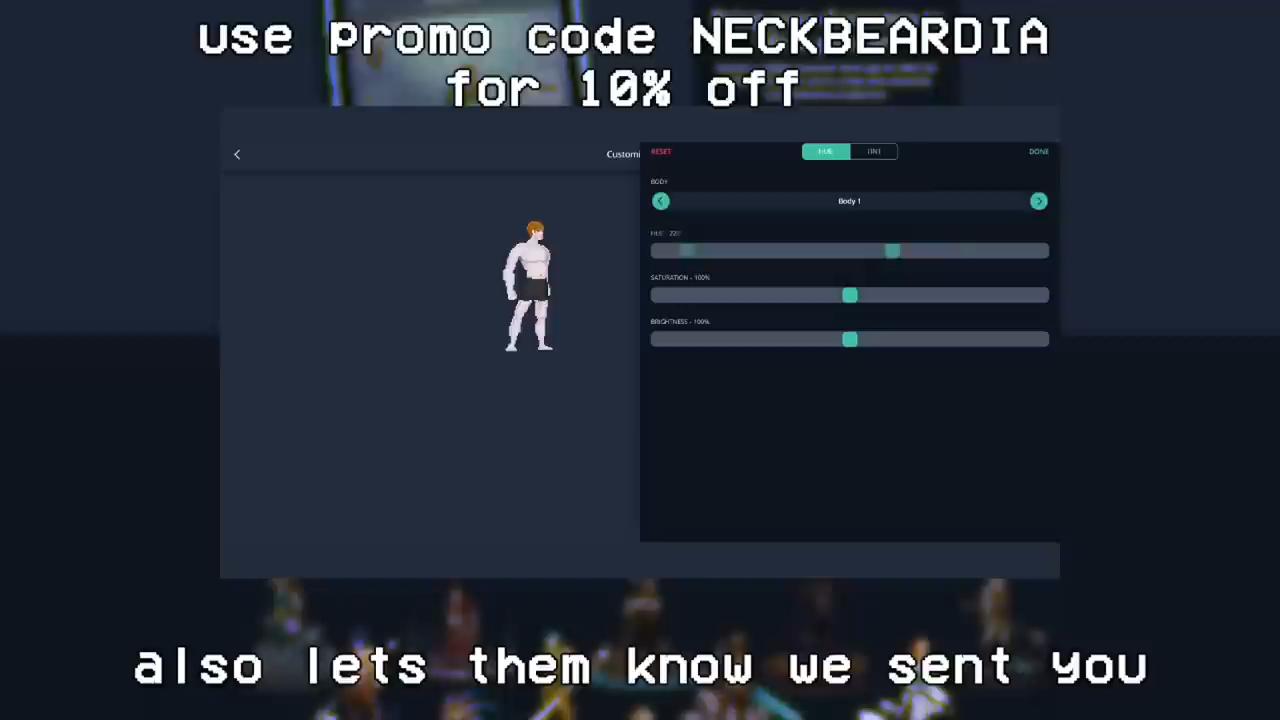 use promo code NECKBEARDIA
for 10% off
Customi
RESET
HUE
TINT
DONE
BODY
Body 1
SATURATION - 100%
BRIGHTNESS - 100%
also lets them know we sent you